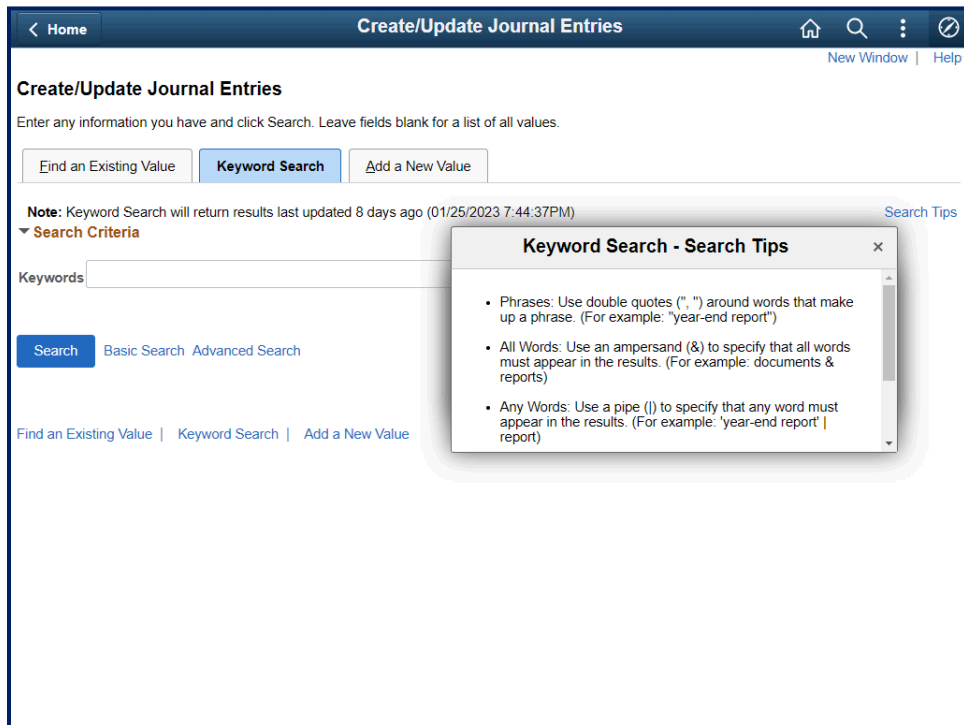 Home
Create/Update Journal Entries
New Window | Help
Create/Update Journal Entries
Enter any information you have and click Search. Leave fields blank for a list of all values.
Find an Existing Value
Keyword Search
Add a New Value
Note: Keyword Search will return results last updated 8 days ago (01/25/2023 7:44:37PM)
Search Tips
Search Criteria
Keywords
Search
Basic Search Advanced Search
Find an Existing Value | Keyword Search | Add a New Value
Keyword Search - Search Tips
×
• Phrases: Use double quotes (", ") around words that make
up a phrase. (For example: "year-end report")
• All Words: Use an ampersand (&) to specify that all words
must appear in the results. (For example: documents &
reports)
• Any Words: Use a pipe (|) to specify that any word must
appear in the results. (For example: 'year-end report' |
report)